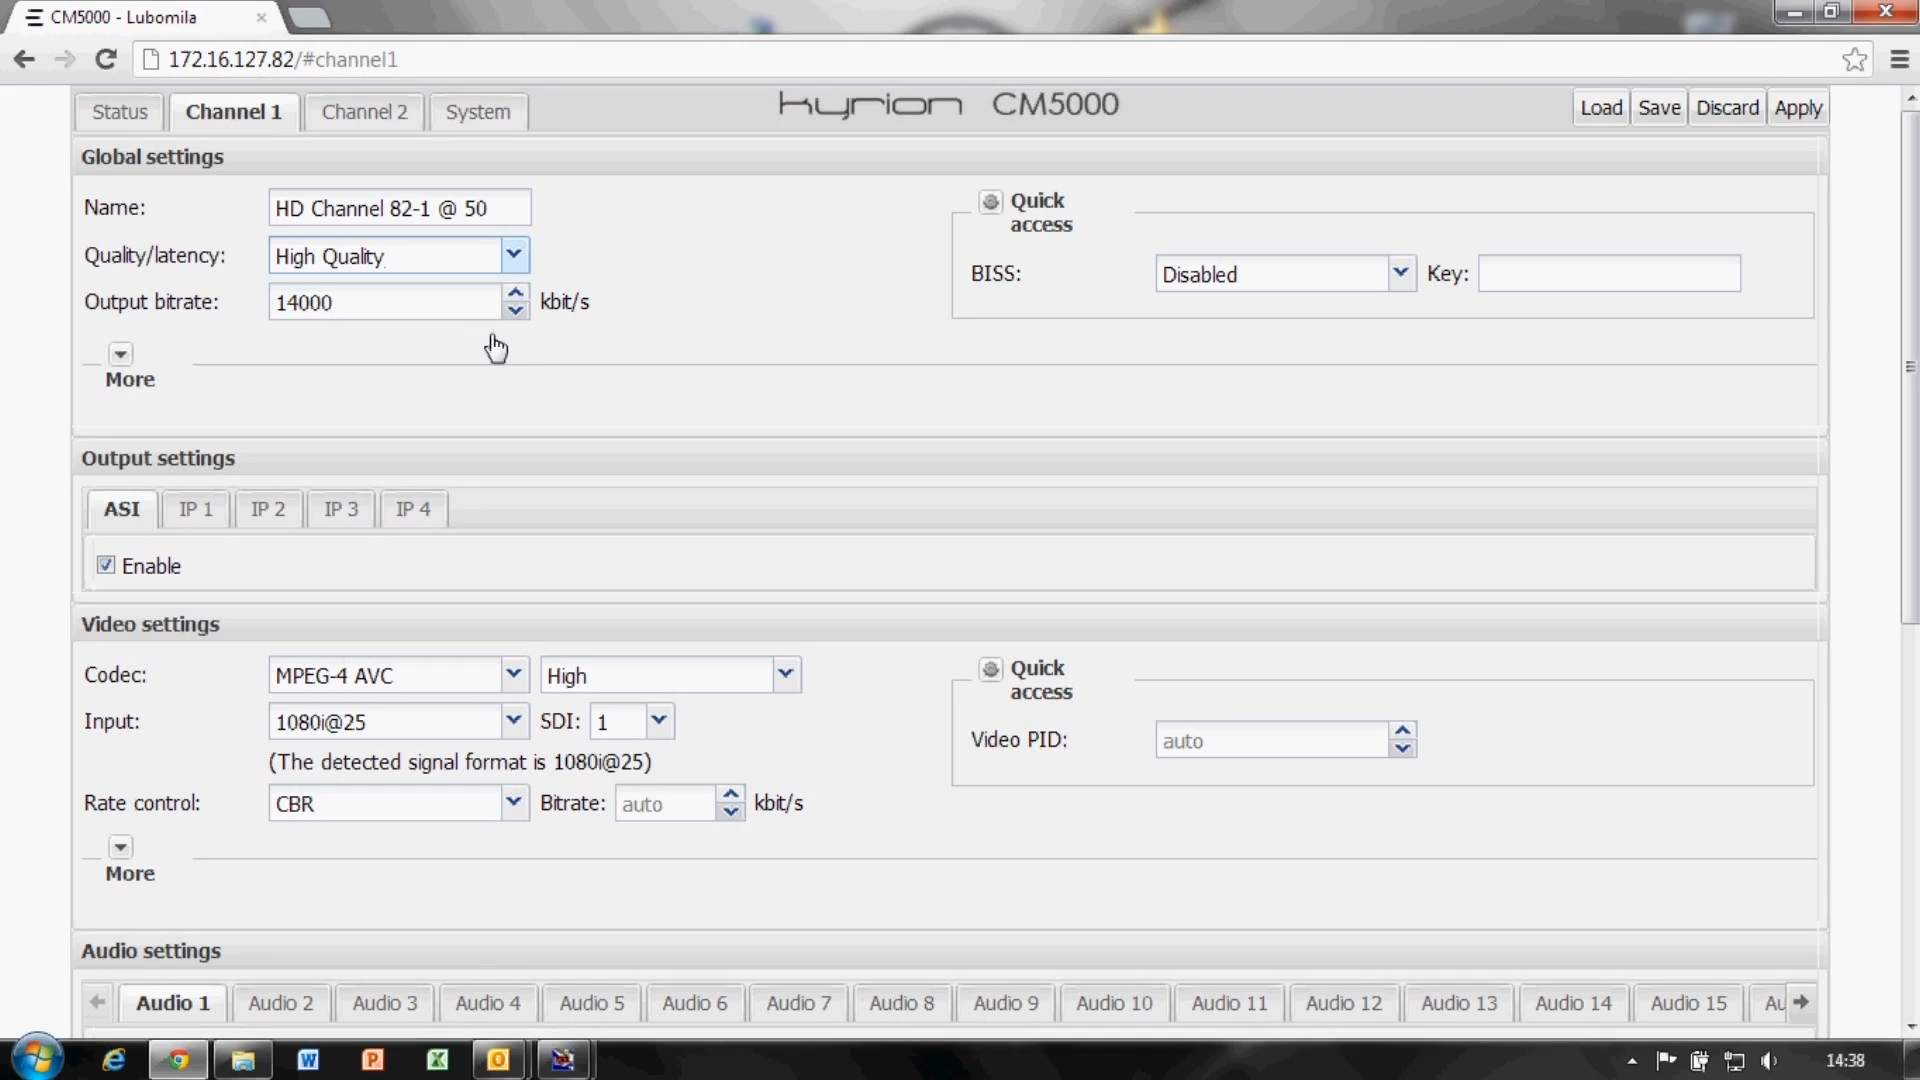 CM5000 - Lubomila
172.16.127.82/#channel1
Status Channel 1 Channel 2 System kyrion CM5000 Load Save Discard Apply
Global settings
Name: HD Channel 82-1 @ 50
Quick
access
Quality/latency: High Quality
BISS: Disabled Key:
Output bitrate: 14000 kbit/s
More
Output settings
ASI IP 1 IP 2 IP 3 IP 4
Enable
Video settings
Codec: MPEG-4 AVC High
Quick
access
Input: 1080i@25 SDI: 1
Video PID: auto
(The detected signal format is 1080i@25)
Rate control: CBR Bitrate: auto kbit/s
More
Audio settings
Audio 1 Audio 2 Audio 3 Audio 4 Audio 5 Audio 6 Audio 7 Audio 8 Audio 9 Audio 10 Audio 11 Audio 12 Audio 13 Audio 14 Audio 15 Au
14:38